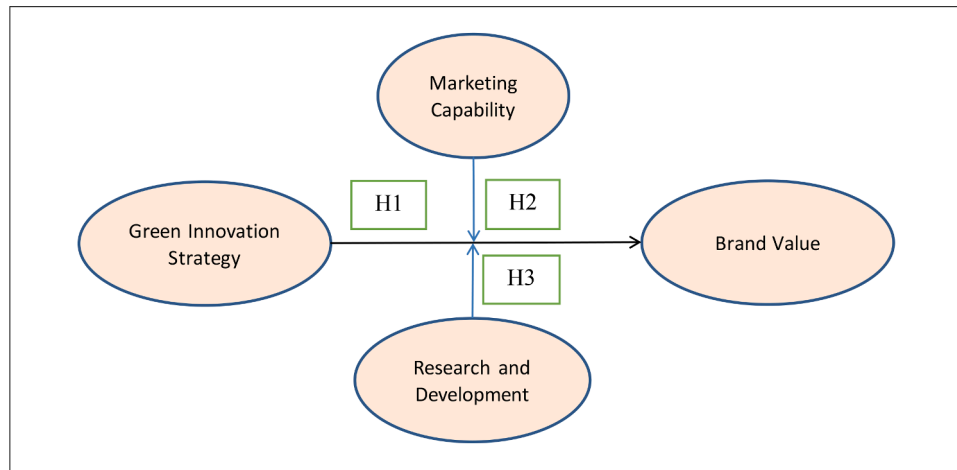 Marketing
Capability
H1
H2
Green Innovation
Strategy
Brand Value
H3
Research and
Development